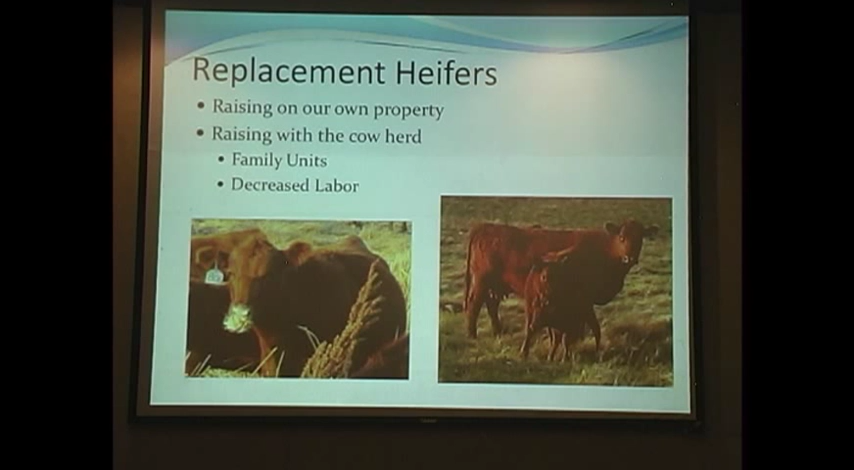 Replacement Heifers
• Raising on our own property
• Raising with the cow herd
• Family Units
• Decreased Labor